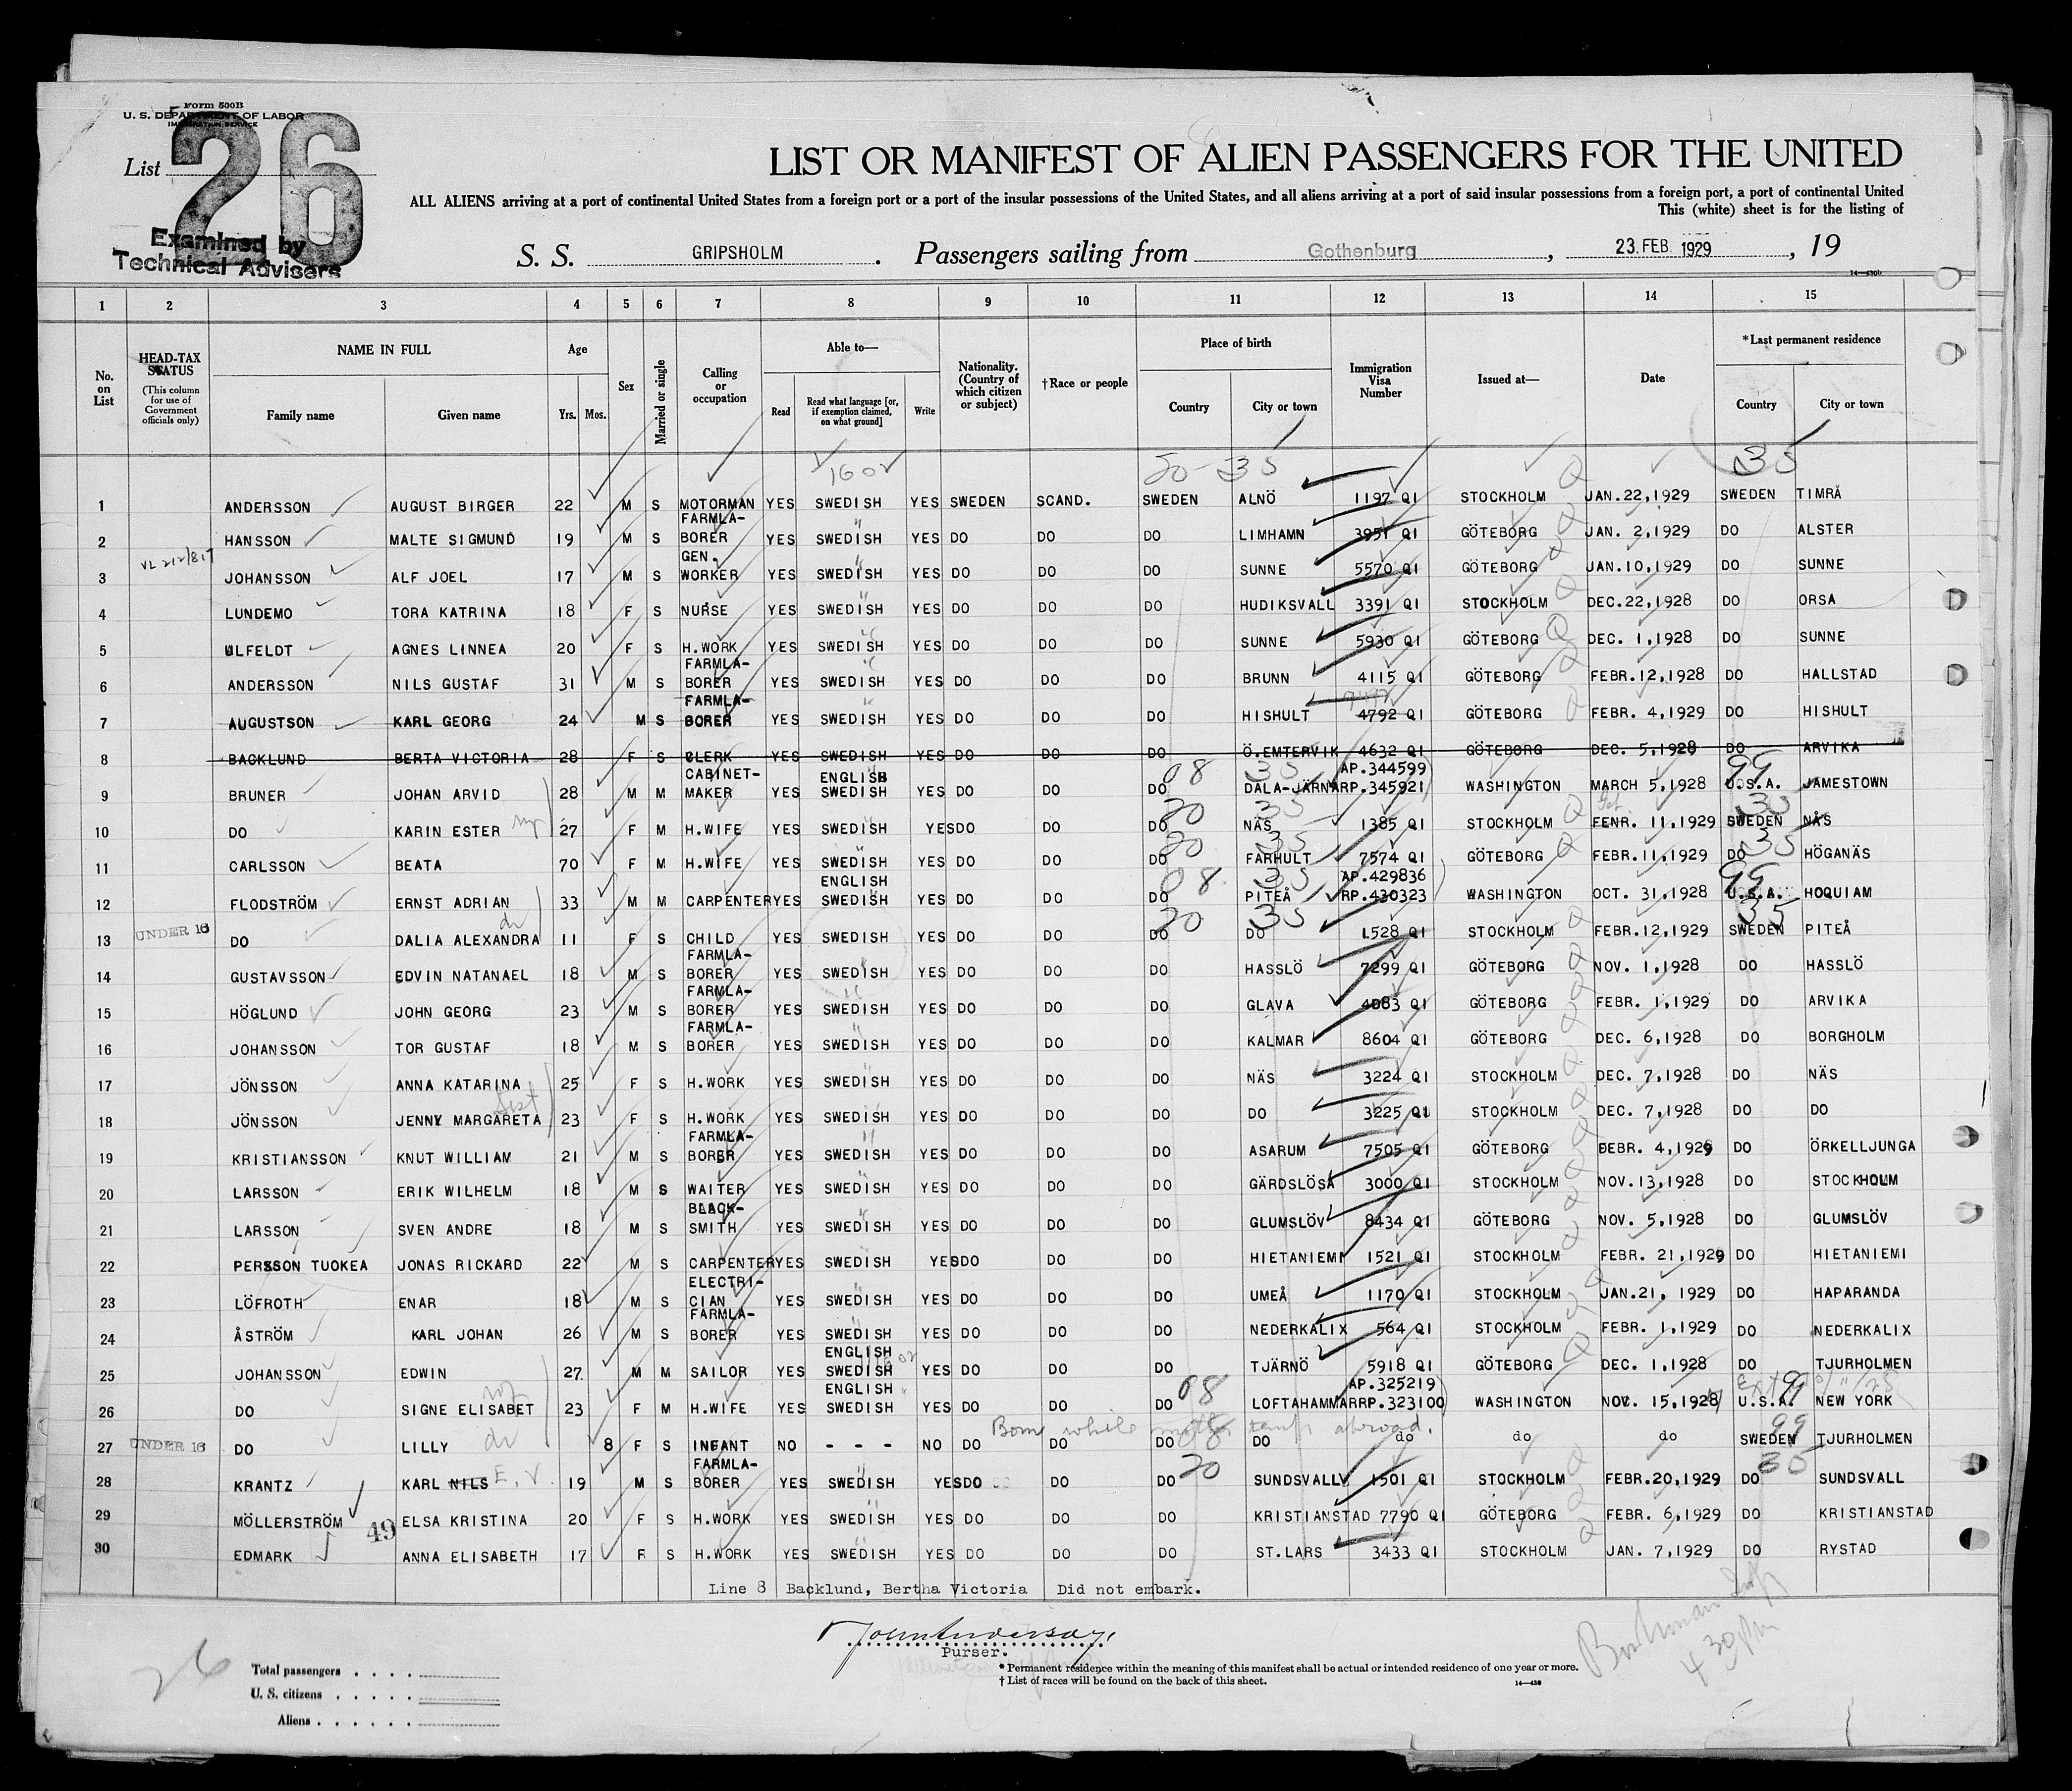 Form 500B
U. S. DEPARTMENT OF LABOR
IMMIGRATION SERVICE
List 26
Examined by
Technical Advisers
LIST OR MANIFEST OF ALIEN PASSENGERS FOR THE UNITED
ALL ALIENS arriving at a port of continental United States from a foreign port or a port of the insular possessions of the United States, and all aliens arriving at a port of said insular possessions from a foreign port, a port of continental United
This (white) sheet is for the listing of
S. S. GRIPSHOLM . Passengers sailing from Gothenburg , 23. FEB. 1929 , 19
14—430b
1 2 3 4 5 6 7 8 9 10 11 12 13 14 15
No. on List HEAD-TAX STATUS (This column for use of Government officials only) NAME IN FULL Family name Given name Age Yrs. Mos. Sex Married or single Calling or occupation Able to— Read Read what language [or, if exemption claimed, on what ground] Write Nationality. (Country of which citizen or subject) †Race or people Place of birth Country City or town Immigration Visa Number Issued at— Date *Last permanent residence Country City or town
1602 20-35 35
1 ANDERSSON AUGUST BIRGER 22 M S MOTORMAN YES SWEDISH YES SWEDEN SCAND. SWEDEN ALNÖ 1197 QI STOCKHOLM JAN.22,1929 SWEDEN TIMRÅ
2 HANSSON MALTE SIGMUND 19 M S FARMLA-BORER YES SWEDISH YES DO DO DO LIMHAMN 3951 QI GÖTEBORG JAN. 2,1929 DO ALSTER
3 JOHANSSON ALF JOEL 17 M S GEN. WORKER YES SWEDISH YES DO DO DO SUNNE 5570 QI GÖTEBORG JAN.10,1929 DO SUNNE
4 LUNDEMO TORA KATRINA 18 F S NURSE YES SWEDISH YES DO DO DO HUDIKSVALL 3391 QI STOCKHOLM DEC.22,1928 DO ORSA
5 ULFELDT AGNES LINNEA 20 F S H.WORK YES SWEDISH YES DO DO DO SUNNE 5930 QI GÖTEBORG DEC. 1,1928 DO SUNNE
6 ANDERSSON NILS GUSTAF 31 M S FARMLA-BORER YES SWEDISH YES DO DO DO BRUNN 4115 QI GÖTEBORG FEBR.12,1928 DO HALLSTAD
7 AUGUSTSON KARL GEORG 24 M S FARMLA-BORER YES SWEDISH YES DO DO DO HISHULT 4792 QI GÖTEBORG FEBR. 4,1929 DO HISHULT
8 BACKLUND BERTA VICTORIA 28 F S CLERK YES SWEDISH YES DO DO DO Ö.EMTERVIK 4632 QI GÖTEBORG DEC. 5,1928 DO ARVIKA
9 BRUNER JOHAN ARVID 28 M M CABINET-MAKER YES ENGLISH SWEDISH YES DO DO 08 DO 35 DALA-JÄRNA AP.344599 RP.345921 WASHINGTON MARCH 5,1928 99 U.S.A. JAMESTOWN
10 DO KARIN ESTER 27 F M H.WIFE YES SWEDISH YES DO DO 20 DO 35 NÄS 1385 QI STOCKHOLM FENR. 11,1929 35 SWEDEN NÅS
11 CARLSSON BEATA 70 F M H.WIFE YES SWEDISH YES DO DO 20 DO 35 FARHULT 7574 QI GÖTEBORG FEBR.11,1929 DO 35 HÖGANÄS
12 FLODSTRÖM ERNST ADRIAN 33 M M CARPENTER YES ENGLISH SWEDISH YES DO DO 08 DO 35 PITEÅ AP.429836 RP.430323 WASHINGTON OCT. 31,1928 99 U.S.A. HOQUIAM
13 UNDER 16 DO DALIA ALEXANDRA 11 F S CHILD YES SWEDISH YES DO DO 20 DO 35 DO 1528 QI STOCKHOLM FEBR.12,1929 35 SWEDEN PITEÅ
14 GUSTAVSSON EDVIN NATANAEL 18 M S FARMLA-BORER YES SWEDISH YES DO DO DO HASSLÖ 7299 QI GÖTEBORG NOV. 1,1928 DO HASSLÖ
15 HÖGLUND JOHN GEORG 23 M S FARMLA-BORER YES SWEDISH YES DO DO DO GLAVA 4083 QI GÖTEBORG FEBR. 1,1929 DO ARVIKA
16 JOHANSSON TOR GUSTAF 18 M S FARMLA-BORER YES SWEDISH YES DO DO DO KALMAR 8604 QI GÖTEBORG DEC. 6,1928 DO BORGHOLM
17 JÖNSSON ANNA KATARINA 25 F S H.WORK YES SWEDISH YES DO DO DO NÄS 3224 QI STOCKHOLM DEC. 7,1928 DO NÄS
18 JÖNSSON JENNY MARGARETA 23 F S H.WORK YES SWEDISH YES DO DO DO DO 3225 QI STOCKHOLM DEC. 7,1928 DO DO
19 KRISTIANSSON KNUT WILLIAM 21 M S FARMLA-BORER YES SWEDISH YES DO DO DO ASARUM 7505 QI GÖTEBORG FEBR. 4,1929 DO ÖRKELLJUNGA
20 LARSSON ERIK WILHELM 18 M S WAITER YES SWEDISH YES DO DO DO GÄRDSLÖSA 3000 QI STOCKHOLM NOV.13,1928 DO STOCKHOLM
21 LARSSON SVEN ANDRE 18 M S BLACK-SMITH YES SWEDISH YES DO DO DO GLUMSLÖV 8434 QI GÖTEBORG NOV. 5,1928 DO GLUMSLÖV
22 PERSSON TUOKEA JONAS RICKARD 22 M S CARPENTER YES SWEDISH YES DO DO DO HIETANIEMI 1521 QI STOCKHOLM FEBR. 21,1929 DO HIETANIEMI
23 LÖFROTH ENAR 18 M S ELECTRI-CIAN YES SWEDISH YES DO DO DO UMEÅ 1170 QI STOCKHOLM JAN.21, 1929 DO HAPARANDA
24 ÅSTRÖM KARL JOHAN 26 M S FARMLA-BORER YES SWEDISH YES DO DO DO NEDERKALIX 564 QI STOCKHOLM FEBR. 1,1929 DO NEDERKALIX
25 JOHANSSON EDWIN 27 M M SAILOR YES ENGLISH SWEDISH YES DO DO DO TJÄRNÖ 5918 QI GÖTEBORG DEC. 1,1928 DO TJURHOLMEN
26 DO SIGNE ELISABET 23 F M H.WIFE YES ENGLISH SWEDISH YES DO DO 08 DO LOFTAHAMMAR AP.325219 RP.323100 WASHINGTON NOV. 15,1928 99 U.S.A. NEW YORK
Born while mother temp abroad.
27 UNDER 16 DO LILLY 8 F S INFANT NO - - - NO DO DO DO 08 DO do do do 99 SWEDEN TJURHOLMEN
28 KRANTZ KARL NILS E. V. 19 M S FARMLA-BORER YES SWEDISH YES DO DO DO 20 SUNDSVALL 1501 QI STOCKHOLM FEBR.20,1929 DO 35 SUNDSVALL
29 MÖLLERSTRÖM ELSA KRISTINA 20 F S H.WORK YES SWEDISH YES DO DO DO KRISTIANSTAD 7790 QI GÖTEBORG FEBR. 6,1929 DO KRISTIANSTAD
49
30 EDMARK ANNA ELISABETH 17 F S H.WORK YES SWEDISH YES DO DO DO ST.LARS 3433 QI STOCKHOLM JAN. 7,1929 DO RYSTAD
Line 8 Backlund, Bertha Victoria Did not embark.
John Anderson
Purser.
26
Total passengers . . . .
U. S. citizens . . . . .
Aliens . . . . . .
* Permanent residence within the meaning of this manifest shall be actual or intended residence of one year or more.
† List of races will be found on the back of this sheet.
14—430
430 pm